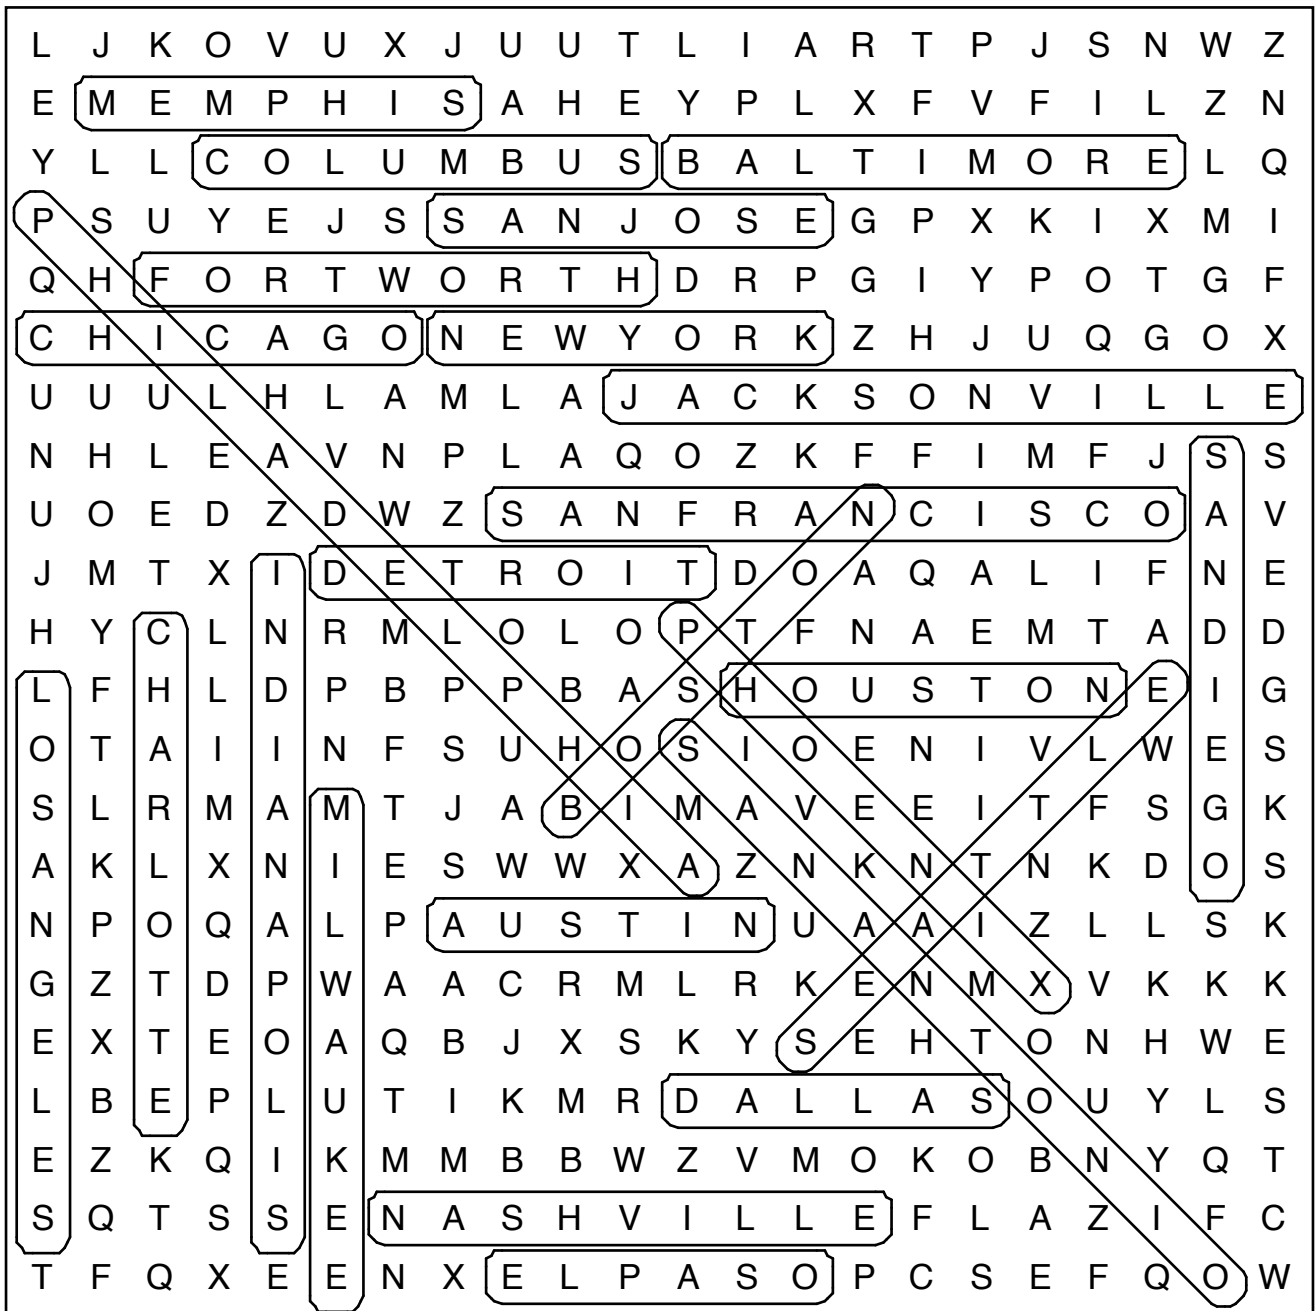 L J K O V U X J U U T L I A R T P J S N W Z
E M E M P H I S A H E Y P L X F V F I L Z N
Y L L C O L U M B U S B A L T I M O R E L Q
P S U Y E J S S A N J O S E G P X K I X M I
Q H F O R T W O R T H D R P G I Y P O T G F
C H I C A G O N E W Y O R K Z H J U Q G O X
U U U L H L A M L A J A C K S O N V I L L E
N H L E A V N P L A Q O Z K F F I M F J S S
U O E D Z D W Z S A N F R A N C I S C O A V
J M T X I D E T R O I T D O A Q A L I F N E
H Y C L N R M L O L O P T F N A E M T A D D
L F H L D P B P P B A S H O U S T O N E I G
O T A I I N F S U H O S I O E N I V L W E S
S L R M A M T J A B I M A V E E I T F S G K
A K L X N I E S W W X A Z N K N T N K D O S
N P O Q A L P A U S T I N U A A I Z L L S K
G Z T D P W A A C R M L R K E N M X V K K K
E X T E O A Q B J X S K Y S E H T O N H W E
L B E P L U T I K M R D A L L A S O U Y L S
E Z K Q I K M M B B W Z V M O K O B N Y Q T
S Q T S S E N A S H V I L L E F L A Z I F C
T F Q X E E N X E L P A S O P C S E F Q O W